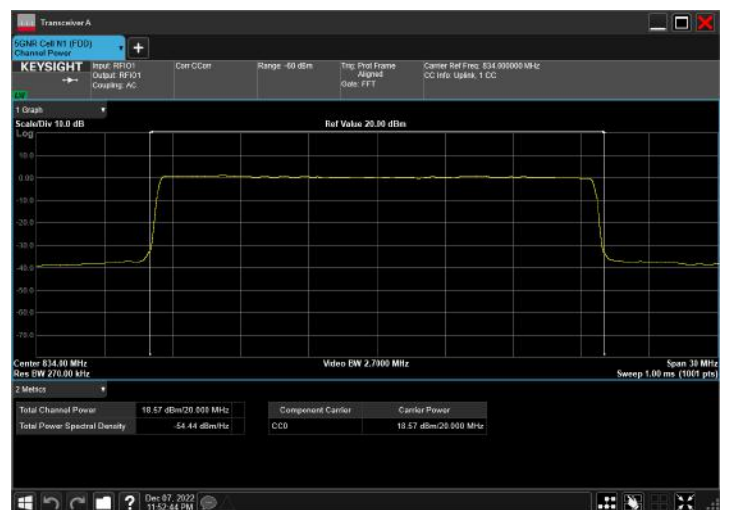 Transceiver A
5GNR Cell N1 (FDD)
Channel Power
KEYSIGHT
Input: RFIO1
Output: RFIO1
Coupling: AC
Corr CCorr
Range: -60 dBm
Trig: Prot Frame
Aligned
Gate: FFT
Carrier Ref Freq: 834.000000 MHz
CC Info: Uplink, 1 CC
1 Graph
Scale/Div 10.0 dB
Ref Value 20.00 dBm
Log
10.0
0.00
-10.0
-20.0
-30.0
-40.0
-50.0
-60.0
-70.0
Center 834.00 MHz
Video BW 2.7000 MHz
Span 30 MHz
Res BW 270.00 kHz
Sweep 1.00 ms (1001 pts)
2 Metrics
Total Channel Power 18.57 dBm/20.000 MHz
Total Power Spectral Density -54.44 dBm/Hz
Component Carrier Carrier Power
CC0 18.57 dBm/20.000 MHz
Dec 07, 2022
11:52:44 PM